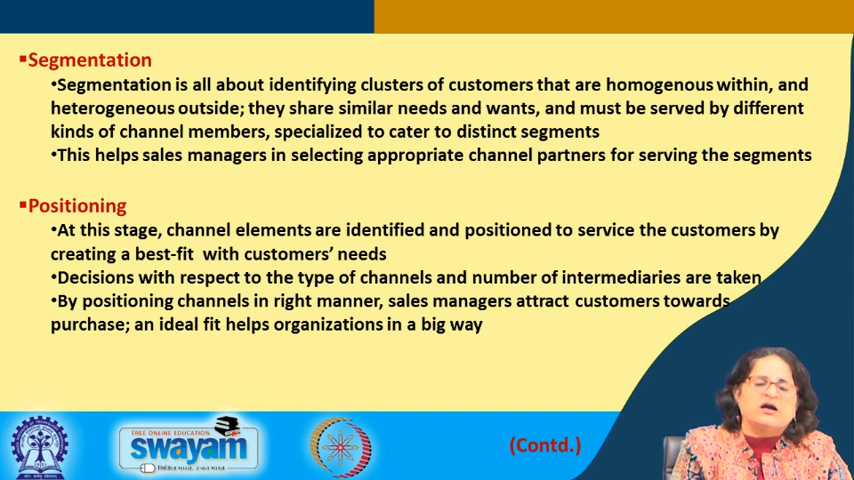 ▪Segmentation
•Segmentation is all about identifying clusters of customers that are homogenous within, and
heterogeneous outside; they share similar needs and wants, and must be served by different
kinds of channel members, specialized to cater to distinct segments
•This helps sales managers in selecting appropriate channel partners for serving the segments
▪Positioning
•At this stage, channel elements are identified and positioned to service the customers by
creating a best-fit with customers' needs
•Decisions with respect to the type of channels and number of intermediaries are taken
•By positioning channels in right manner, sales managers attract customers towards
purchase; an ideal fit helps organizations in a big way
FREE ONLINE EDUCATION
swayam
(Contd.)